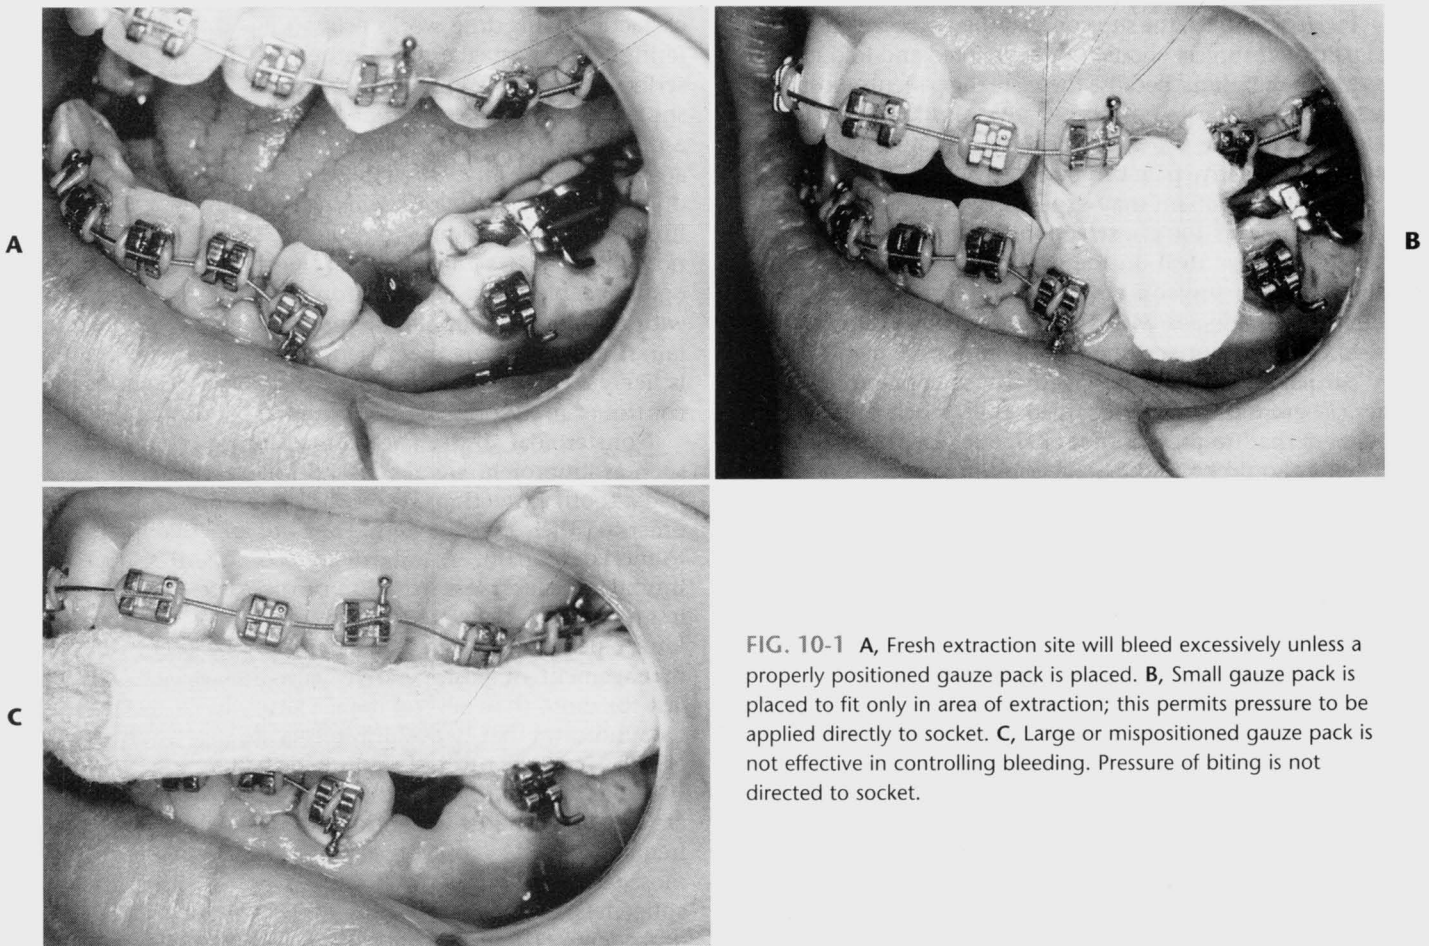 A
B
C
FIG. 10-1 A, Fresh extraction site will bleed excessively unless a
properly positioned gauze pack is placed. B, Small gauze pack is
placed to fit only in area of extraction; this permits pressure to be
applied directly to socket. C, Large or mispositioned gauze pack is
not effective in controlling bleeding. Pressure of biting is not
directed to socket.